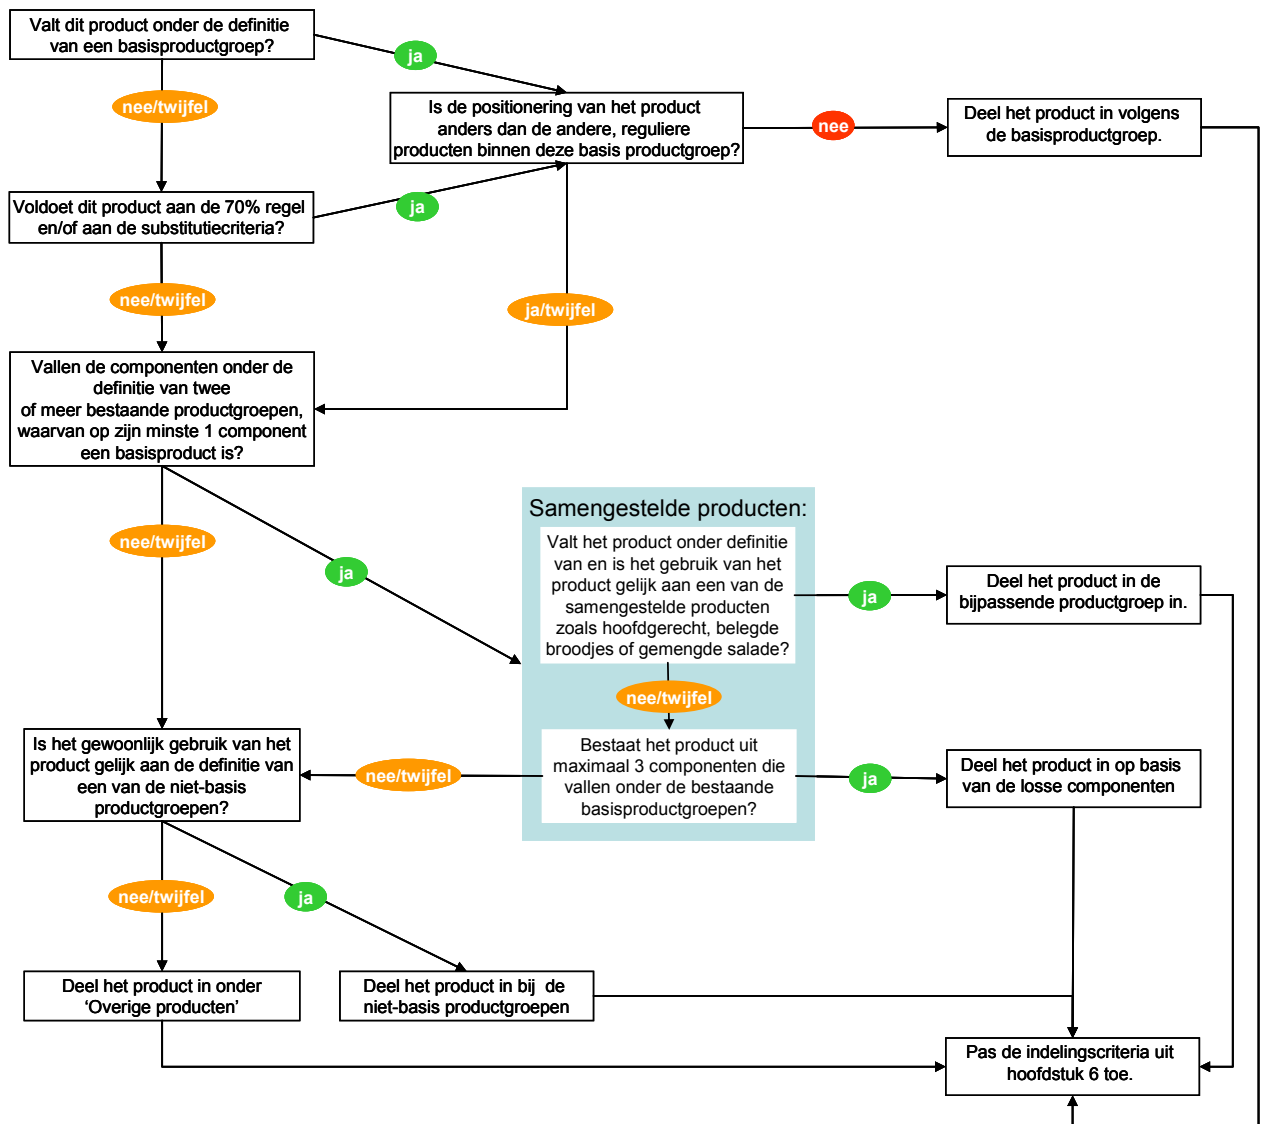 Valt dit product onder de definitie
van een basisproductgroep?
ja
nee/twijfel
Is de positionering van het product
anders dan de andere, reguliere
producten binnen deze basis productgroep?
nee
Deel het product in volgens
de basisproductgroep.
Voldoet dit product aan de 70% regel
en/of aan de substitutiecriteria?
ja
nee/twijfel
ja/twijfel
Vallen de componenten onder de
definitie van twee
of meer bestaande productgroepen,
waarvan op zijn minste 1 component
een basisproduct is?
nee/twijfel
ja
Samengestelde producten:
Valt het product onder definitie
van en is het gebruik van het
product gelijk aan een van de
samengestelde producten
zoals hoofdgerecht, belegde
broodjes of gemengde salade?
ja
Deel het product in de
bijpassende productgroep in.
nee/twijfel
Bestaat het product uit
maximaal 3 componenten die
vallen onder de bestaande
basisproductgroepen?
ja
Deel het product in op basis
van de losse componenten
nee/twijfel
Is het gewoonlijk gebruik van het
product gelijk aan de definitie van
een van de niet-basis
productgroepen?
nee/twijfel
ja
Deel het product in onder
‘Overige producten’
Deel het product in bij  de
niet-basis productgroepen
Pas de indelingscriteria uit
hoofdstuk 6 toe.